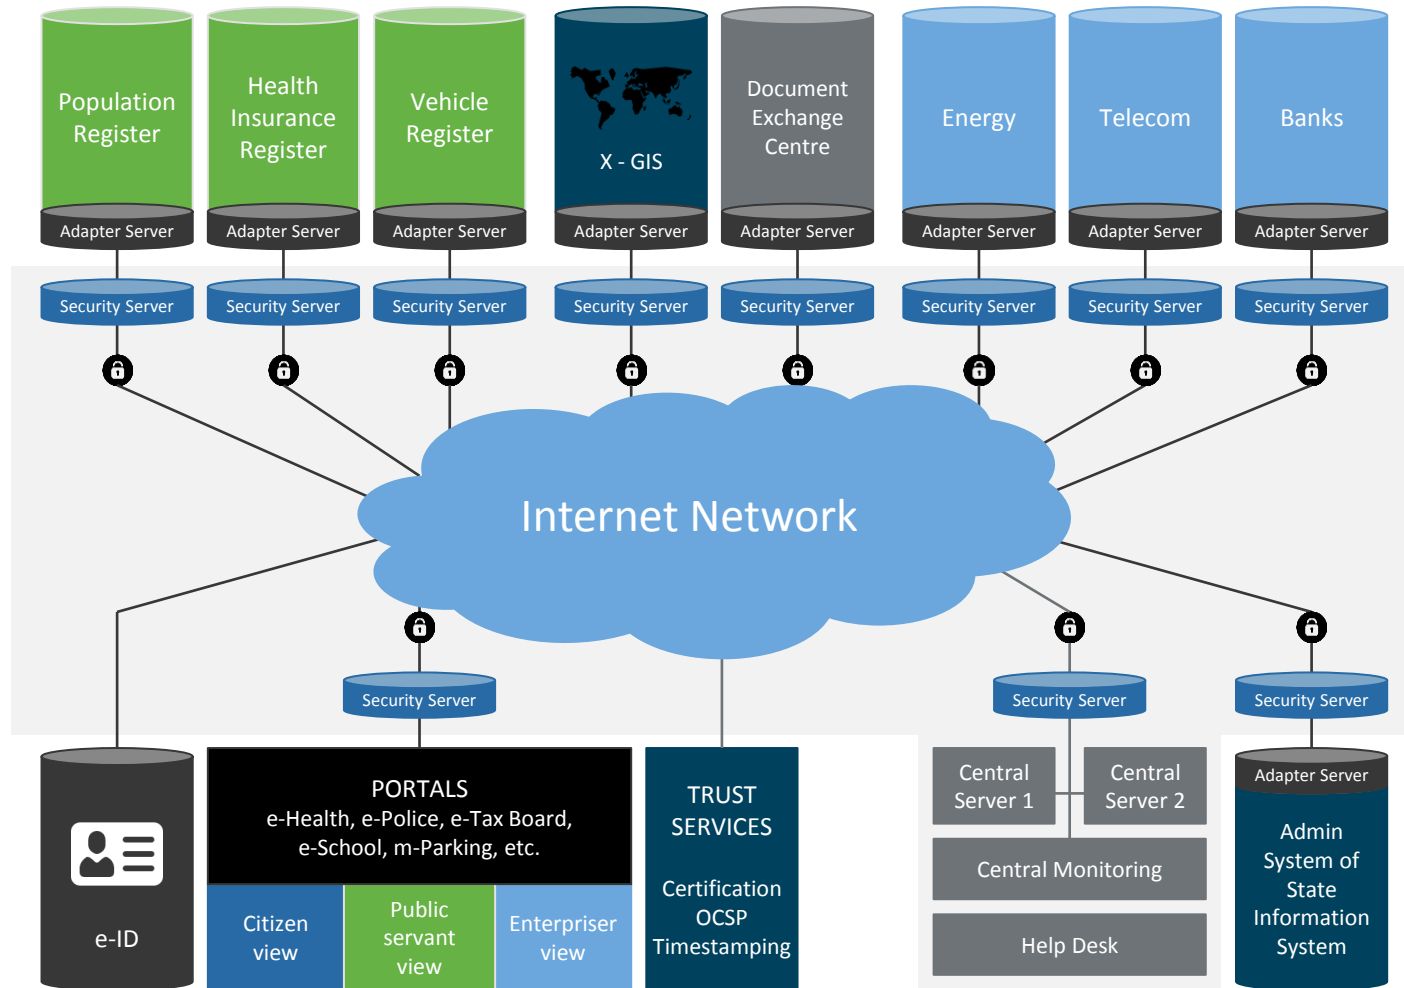 Population
Register
Health
Insurance
Register
Vehicle
Register
X - GIS
Document
Exchange
Centre
Energy
Telecom
Banks
Adapter Server
Adapter Server
Adapter Server
Adapter Server
Adapter Server
Adapter Server
Adapter Server
Adapter Server
Security Server
Security Server
Security Server
Security Server
Security Server
Security Server
Security Server
Security Server
Internet Network
Security Server
Security Server
Security Server
e-ID
PORTALS
e-Health, e-Police, e-Tax Board,
e-School, m-Parking, etc.
Citizen
view
Public
servant
view
Enterpriser
view
TRUST
SERVICES
Certification
OCSP
Timestamping
Central
Server 1
Central
Server 2
Central Monitoring
Help Desk
Adapter Server
Admin
System of
State
Information
System